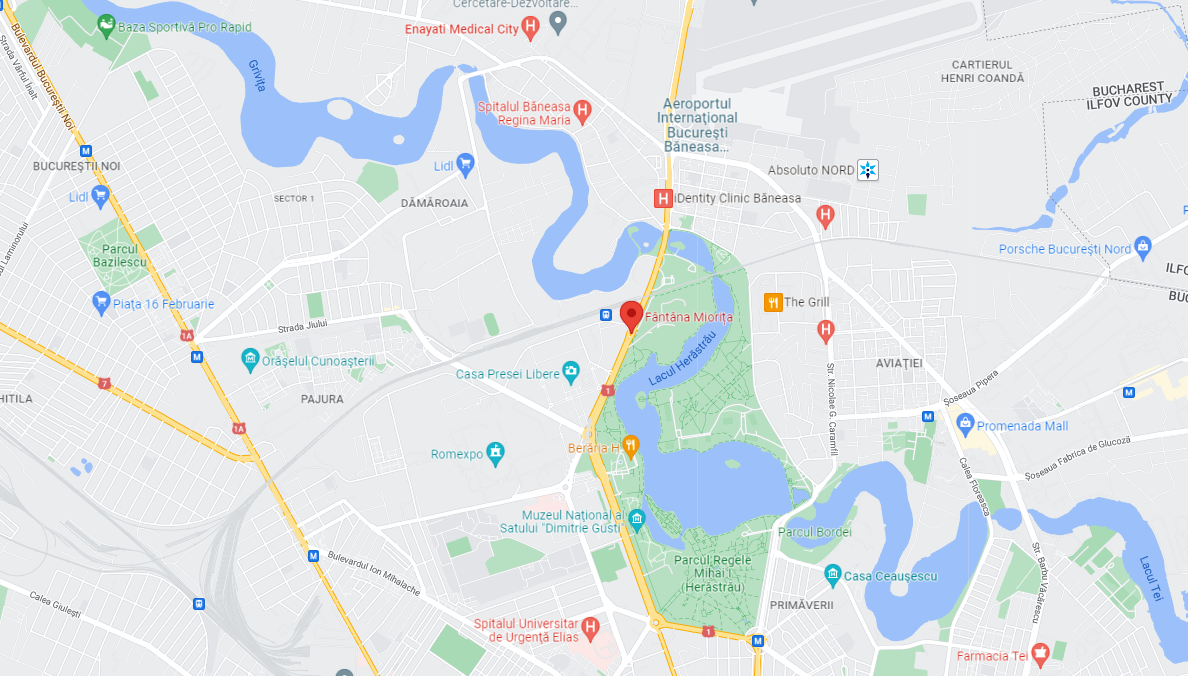 Cercetare-Dezvoltare...
Baza Sportivă Pro Rapid
Enayati Medical City
H
Bulevardul Bucureștii Noi
Strada Vârful Înalt
Grivița
CARTIERUL
HENRI COANDĂ
BUCHAREST
ILFOV COUNTY
Spitalul Băneasa
Regina Maria
H
Aeroportul
Internațional
București
Băneasa...
M
BUCUREȘTII NOI
Lidl
Lidl
SECTOR 1
DĂMĂROAIA
Absoluto NORD
H
iDentity Clinic Băneasa
H
Parcul
Bazilescu
Porsche București Nord
Piața 16 Februarie
The Grill
Fântâna Miorița
H
Strada Jiului
1A
M
Orășelul Cunoașterii
Casa Presei Libere
Lacul Herăstrău
AVIAȚIEI
Str. Nicolae G. Caramfil
Șoseaua Pipera
7
1
M
PAJURA
M
Promenada Mall
1A
Romexpo
Berăria H
Șoseaua Fabrica de Glucoză
Calea Floreasca
Muzeul Național al
Satului "Dimitrie Gusti"
Parcul Bordei
M
Bulevardul Ion Mihalache
Parcul Regele
Mihai I
(Herăstrău)
Casa Ceaușescu
Str. Barbu Văcărescu
Lacul Tei
Calea Giulești
PRIMĂVERII
Spitalul Universitar
de Urgență Elias
H
1
M
Farmacia Tei